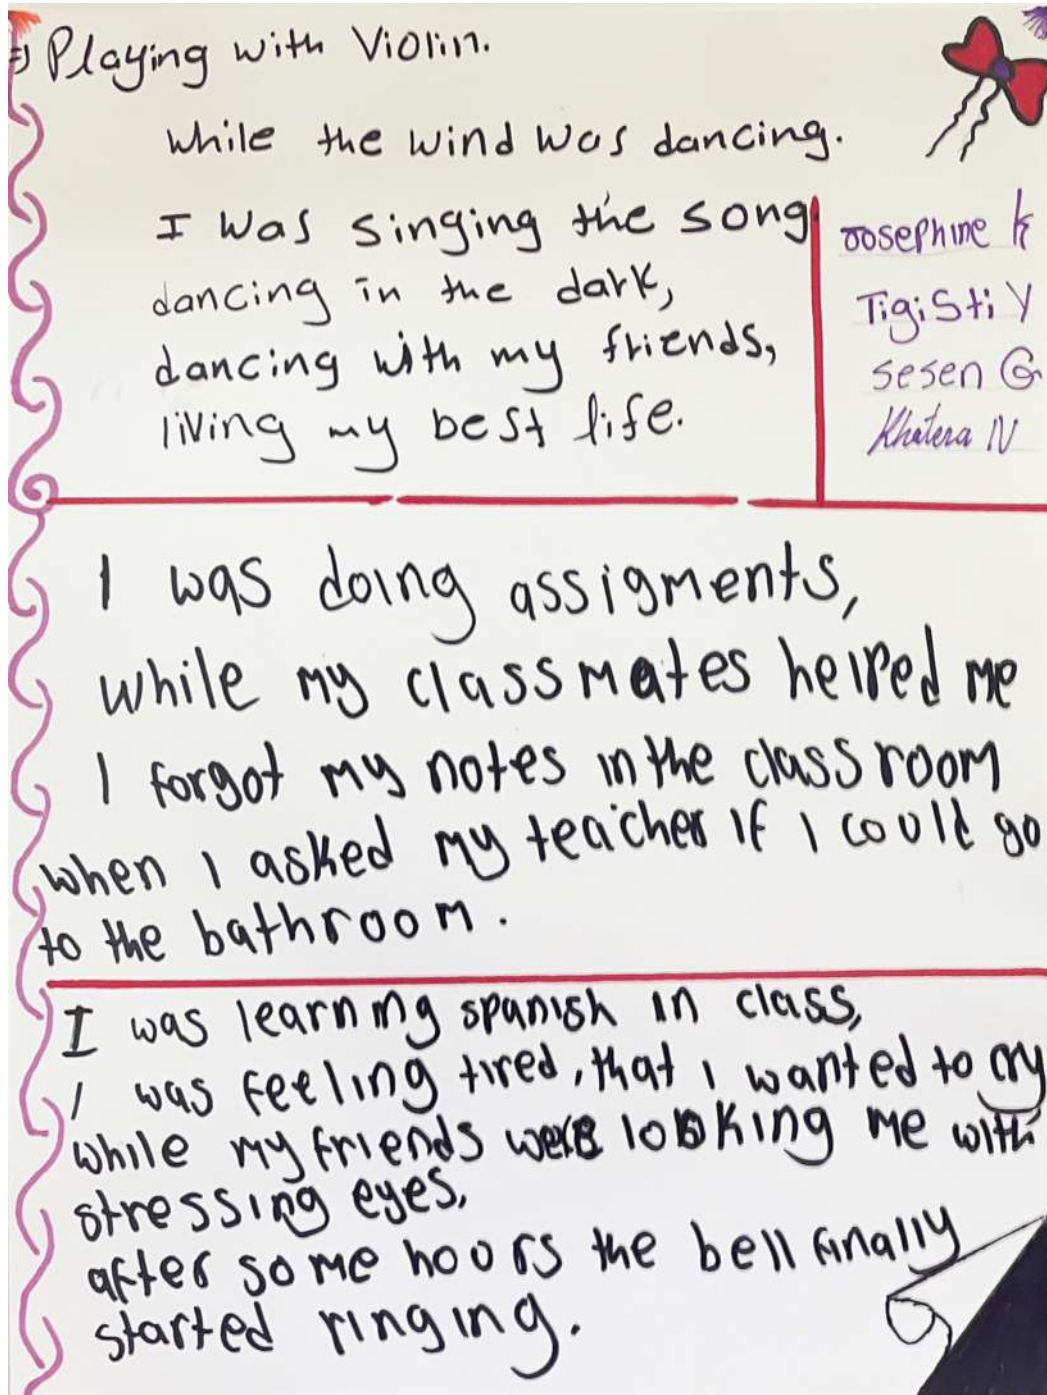 Playing with Violin.
While the wind was dancing.
I was singing the song
dancing in the dark,
dancing with my friends,
living my best life.
Josephine K
Tigisti Y
sesen G
Khatera N
I was doing assigments,
while my classmates helped me
I forgot my notes in the classroom
when I asked my teacher if I could go
to the bathroom.
I was learning spanish in class,
I was feeling tired, that I wanted to cry
while my friends were looking me with
stressing eyes,
after some hours the bell finally
started ringing.